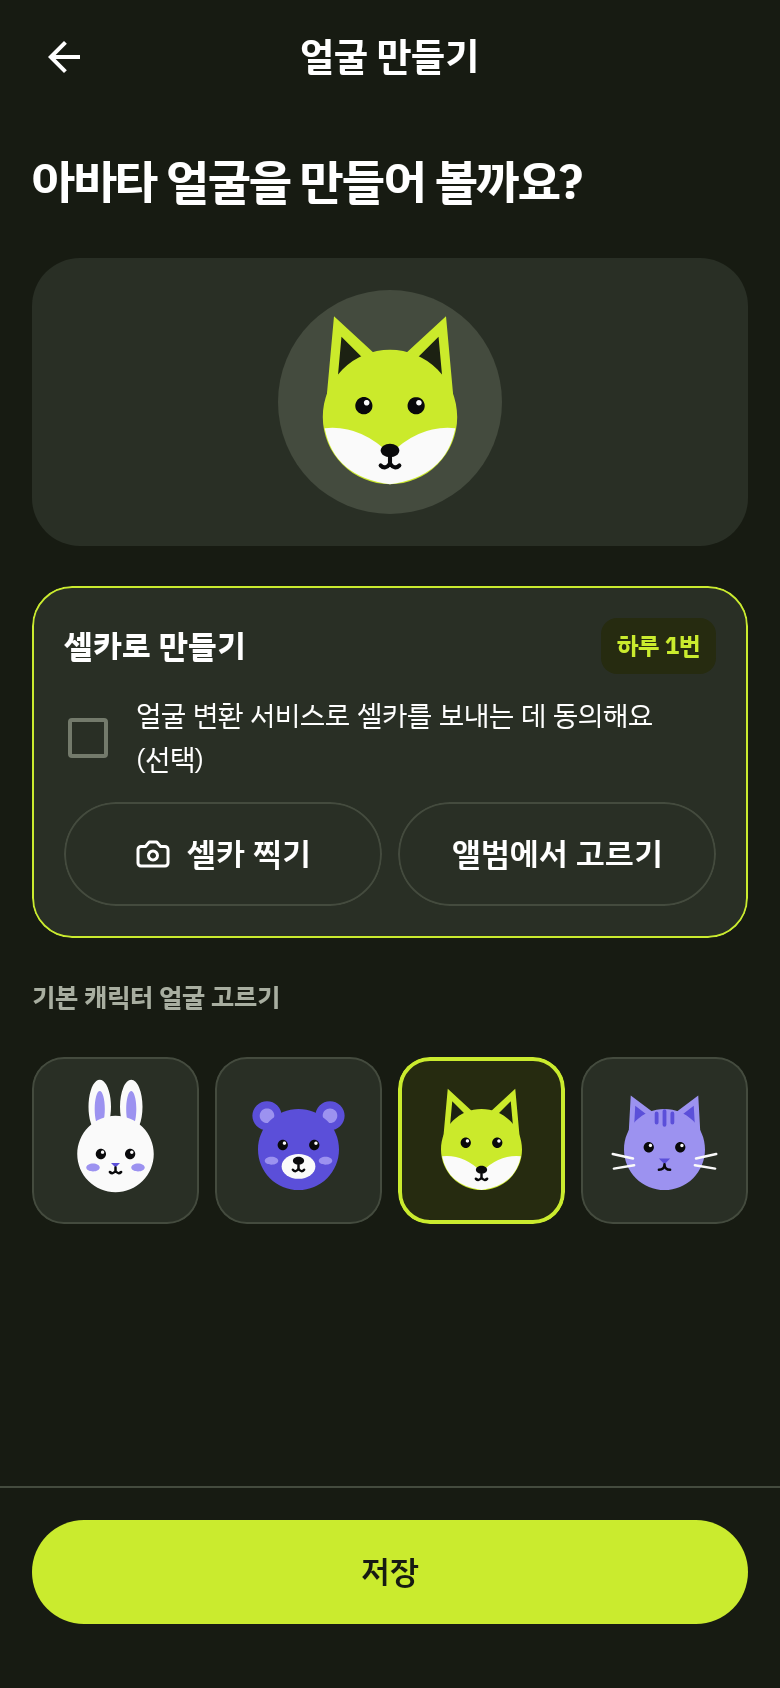 얼굴 만들기
아바타 얼굴을 만들어 볼까요?
셀카로 만들기
하루 1번
얼굴 변환 서비스로 셀카를 보내는 데 동의해요
(선택)
셀카 찍기
앨범에서 고르기
기본 캐릭터 얼굴 고르기
저장